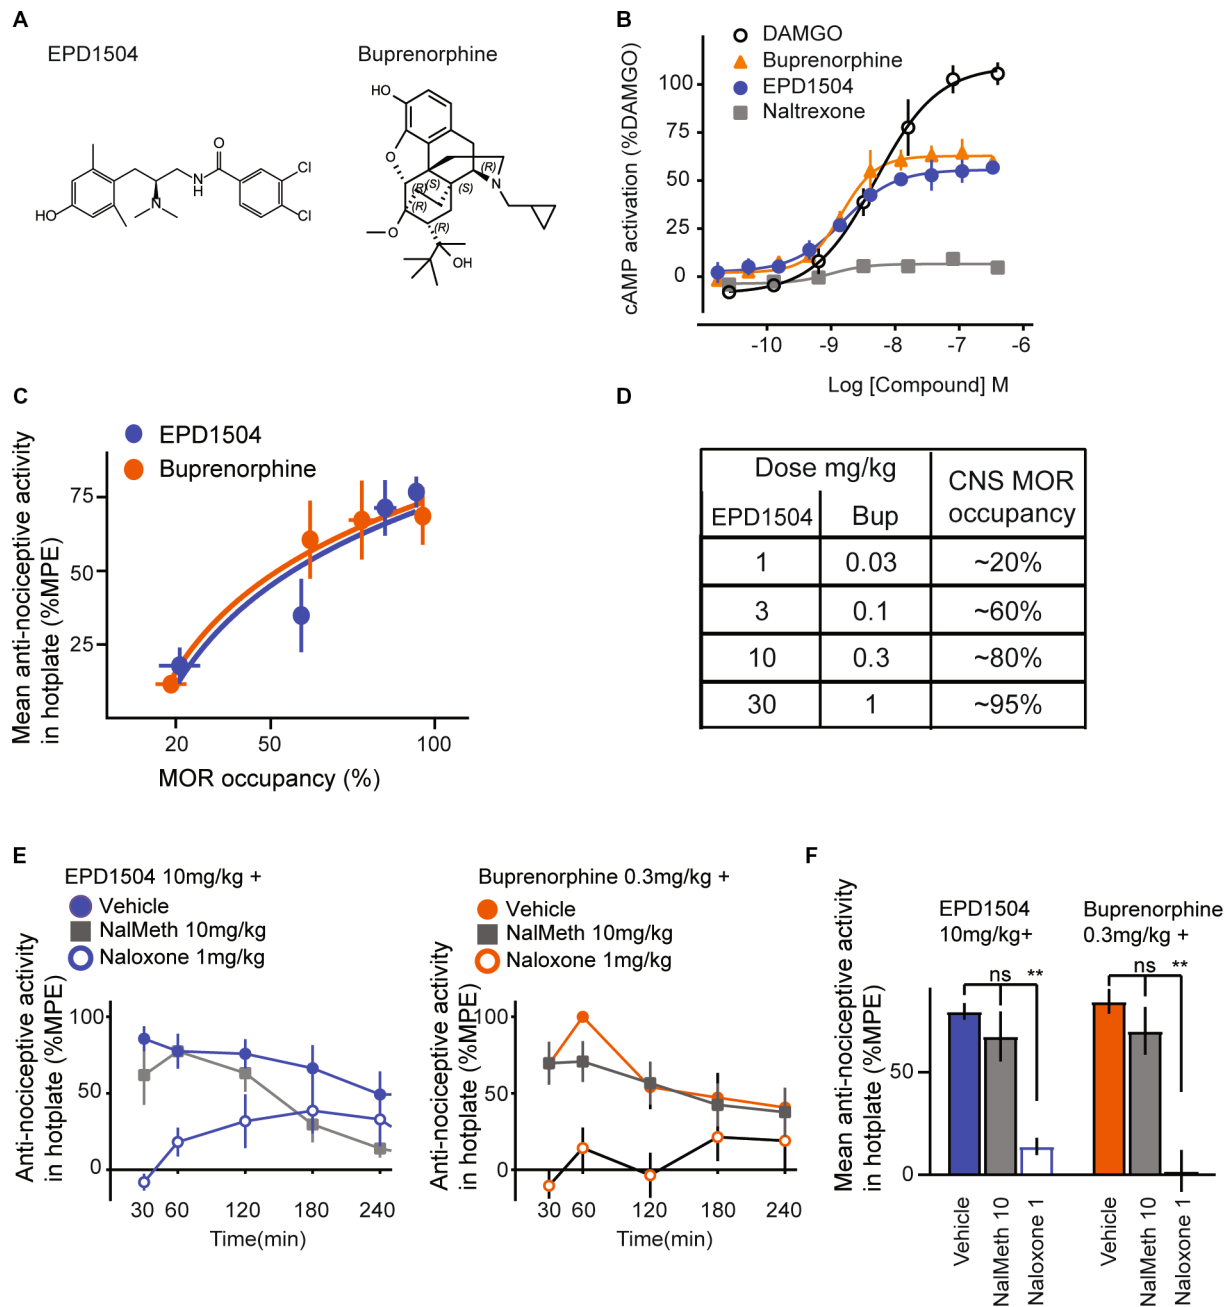 A
EPD1504
Buprenorphine
HO
N
O
N
H
Cl
Cl
HO
O
O
N
OH
(R)
(S)
(R)
(S)
(R)
(R)
B
DAMGO
Buprenorphine
EPD1504
Naltrexone
cAMP activation (%DAMGO)
100
75
50
25
0
-10 -9 -8 -7 -6
Log [Compound] M
C
EPD1504
Buprenorphine
Mean anti-nociceptive activity
in hotplate (%MPE)
75
50
25
20 50 100
MOR occupancy (%)
D
Dose mg/kg
CNS MOR
occupancy
EPD1504 Bup
1 0.03 ~20%
3 0.1 ~60%
10 0.3 ~80%
30 1 ~95%
E
EPD1504 10mg/kg +
Vehicle
NalMeth 10mg/kg
Naloxone 1mg/kg
Anti-nociceptive activity
in hotplate (%MPE)
100
50
0
30 60 120 180 240
Time(min)
Buprenorphine 0.3mg/kg +
Vehicle
NalMeth 10mg/kg
Naloxone 1mg/kg
Anti-nociceptive activity
in hotplate (%MPE)
100
50
0
30 60 120 180 240
Time(min)
F
EPD1504
10mg/kg+
Buprenorphine
0.3mg/kg +
ns **
ns **
Mean anti-nociceptive activity
in hotplate (%MPE)
50
0
Vehicle
NalMeth 10
Naloxone 1
Vehicle
NalMeth 10
Naloxone 1